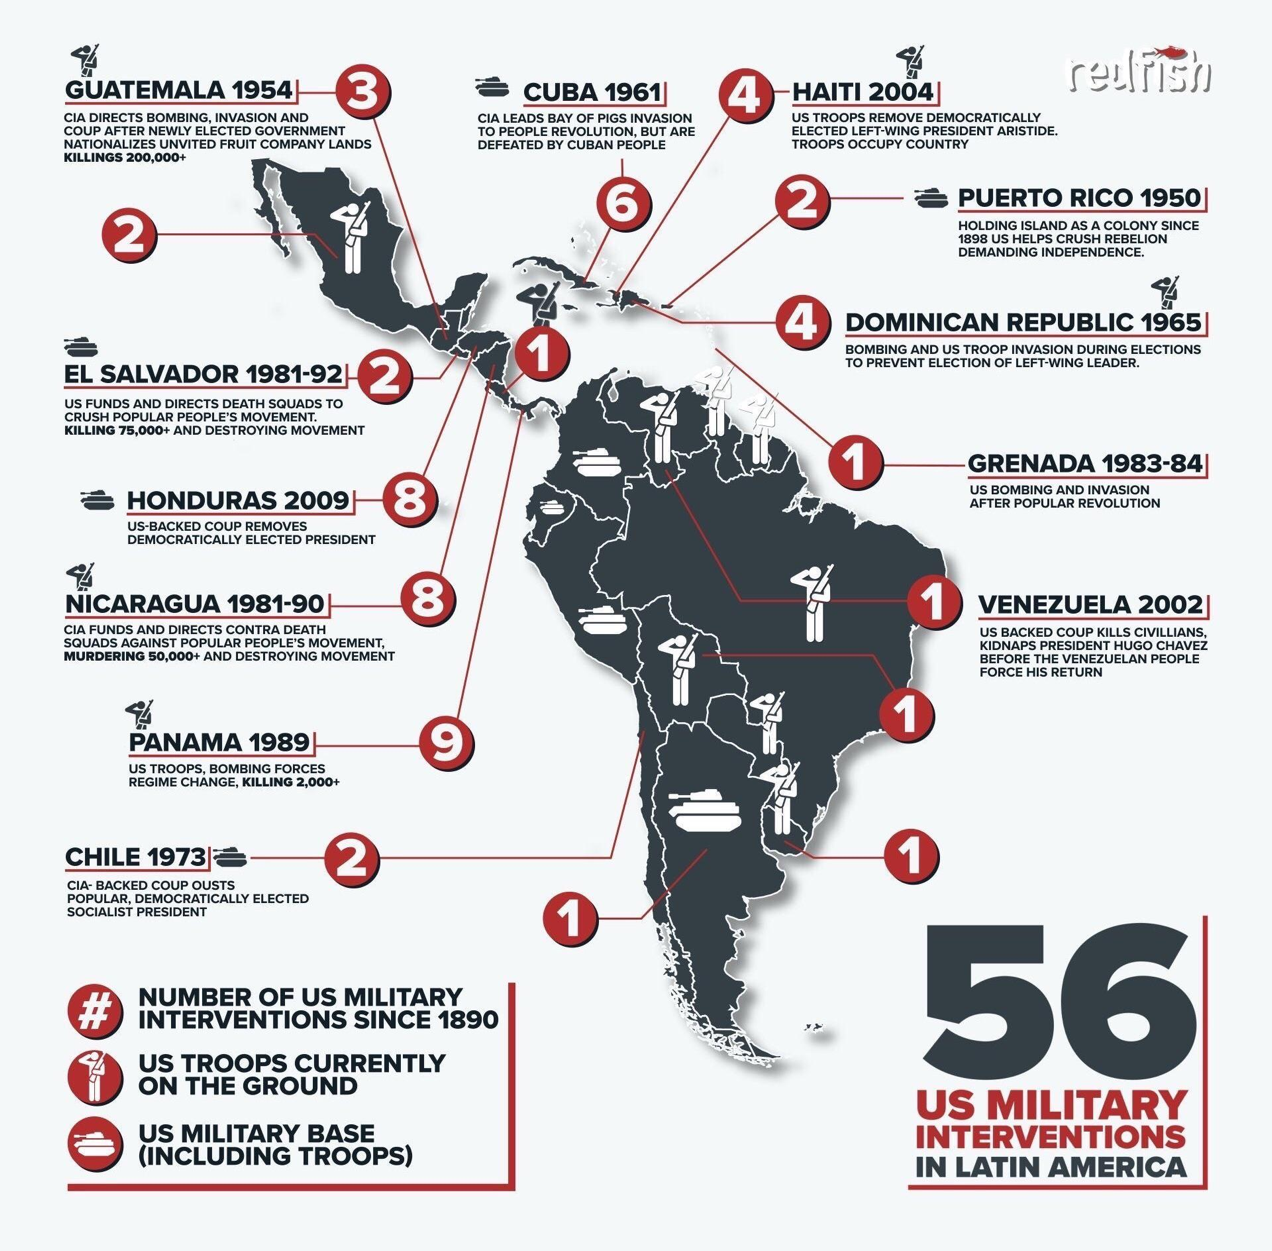 redfish
GUATEMALA 1954
3
CIA DIRECTS BOMBING, INVASION AND
COUP AFTER NEWLY ELECTED GOVERNMENT
NATIONALIZES UNVITED FRUIT COMPANY LANDS
KILLINGS 200,000+
CUBA 1961
CIA LEADS BAY OF PIGS INVASION
TO PEOPLE REVOLUTION, BUT ARE
DEFEATED BY CUBAN PEOPLE
6
4
HAITI 2004
US TROOPS REMOVE DEMOCRATICALLY
ELECTED LEFT-WING PRESIDENT ARISTIDE.
TROOPS OCCUPY COUNTRY
2
PUERTO RICO 1950
HOLDING ISLAND AS A COLONY SINCE
1898 US HELPS CRUSH REBELION
DEMANDING INDEPENDENCE.
2
4
DOMINICAN REPUBLIC 1965
BOMBING AND US TROOP INVASION DURING ELECTIONS
TO PREVENT ELECTION OF LEFT-WING LEADER.
1
EL SALVADOR 1981-92
2
US FUNDS AND DIRECTS DEATH SQUADS TO
CRUSH POPULAR PEOPLE'S MOVEMENT.
KILLING 75,000+ AND DESTROYING MOVEMENT
1
GRENADA 1983-84
US BOMBING AND INVASION
AFTER POPULAR REVOLUTION
HONDURAS 2009
8
US-BACKED COUP REMOVES
DEMOCRATICALLY ELECTED PRESIDENT
NICARAGUA 1981-90
8
CIA FUNDS AND DIRECTS CONTRA DEATH
SQUADS AGAINST POPULAR PEOPLE'S MOVEMENT,
MURDERING 50,000+ AND DESTROYING MOVEMENT
1
VENEZUELA 2002
US BACKED COUP KILLS CIVILLIANS,
KIDNAPS PRESIDENT HUGO CHAVEZ
BEFORE THE VENEZUELAN PEOPLE
FORCE HIS RETURN
1
PANAMA 1989
9
US TROOPS, BOMBING FORCES
REGIME CHANGE, KILLING 2,000+
CHILE 1973
2
CIA- BACKED COUP OUSTS
POPULAR, DEMOCRATICALLY ELECTED
SOCIALIST PRESIDENT
1
1
#
NUMBER OF US MILITARY
INTERVENTIONS SINCE 1890
US TROOPS CURRENTLY
ON THE GROUND
US MILITARY BASE
(INCLUDING TROOPS)
56
US MILITARY
INTERVENTIONS
IN LATIN AMERICA